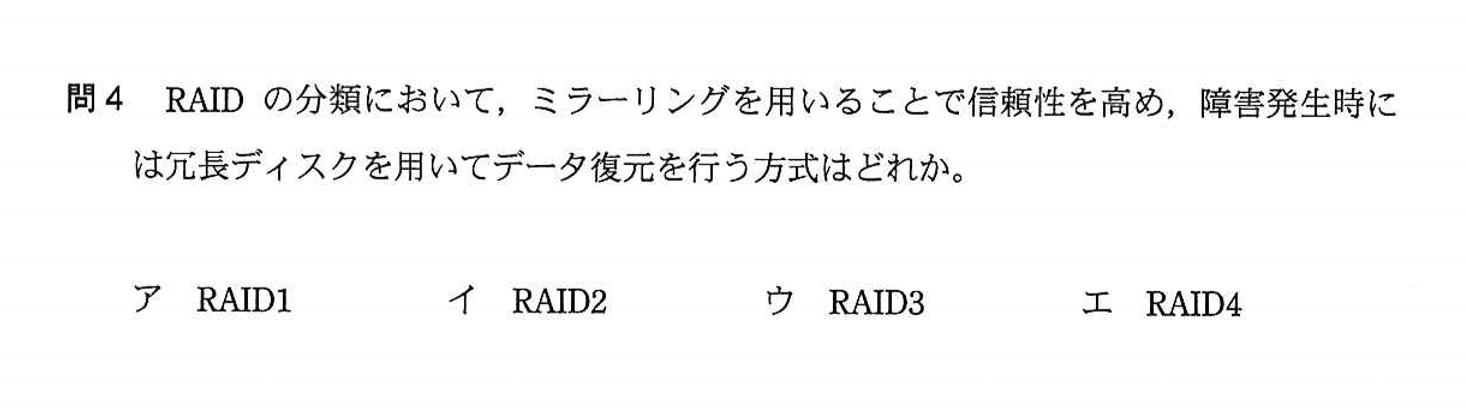 問4 RAID の分類において，ミラーリングを用いることで信頼性を高め，障害発生時に
は冗長ディスクを用いてデータ復元を行う方式はどれか。
ア RAID1 イ RAID2 ウ RAID3 エ RAID4